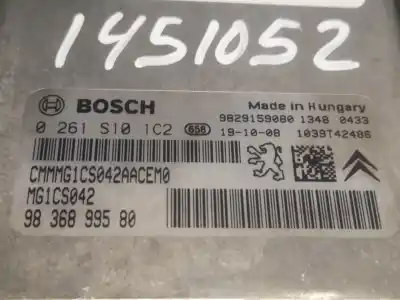 1451052
BOSCH
Made in Hungary
9829159080 1348 0433
0 261 S10 1C2 658 19-10-08 1039T42486
CMMMG1CS042AACEM0
MG1CS042
98 368 995 80